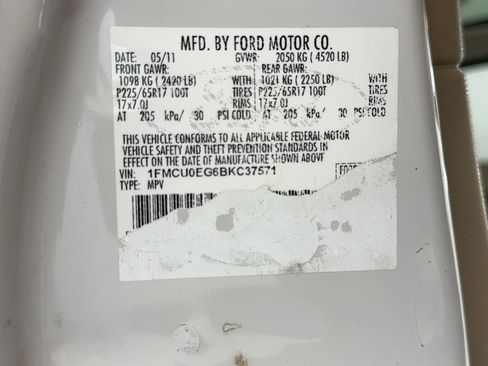 MFD. BY FORD MOTOR CO.
DATE: 05/11 GVWR: 2050 KG ( 4520 LB)
FRONT GAWR: REAR GAWR:
1098 KG ( 2420 LB) WITH 1021 KG ( 2250 LB) WITH
P225/65R17 100T TIRES P225/65R17 100T TIRES
17x7.0J RIMS 17x7.0J RIMS
AT 205 kPa/ 30 PSI COLD AT 205 kPa/ 30 PSI COLD
THIS VEHICLE CONFORMS TO ALL APPLICABLE FEDERAL MOTOR
VEHICLE SAFETY AND THEFT PREVENTION STANDARDS IN
EFFECT ON THE DATE OF MANUFACTURE SHOWN ABOVE
VIN: 1FMCU0EG6BKC37571
TYPE: MPV